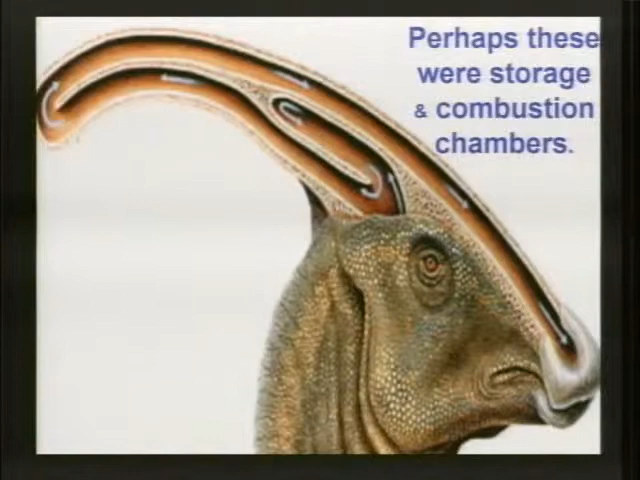 Perhaps these
were storage
& combustion
chambers.